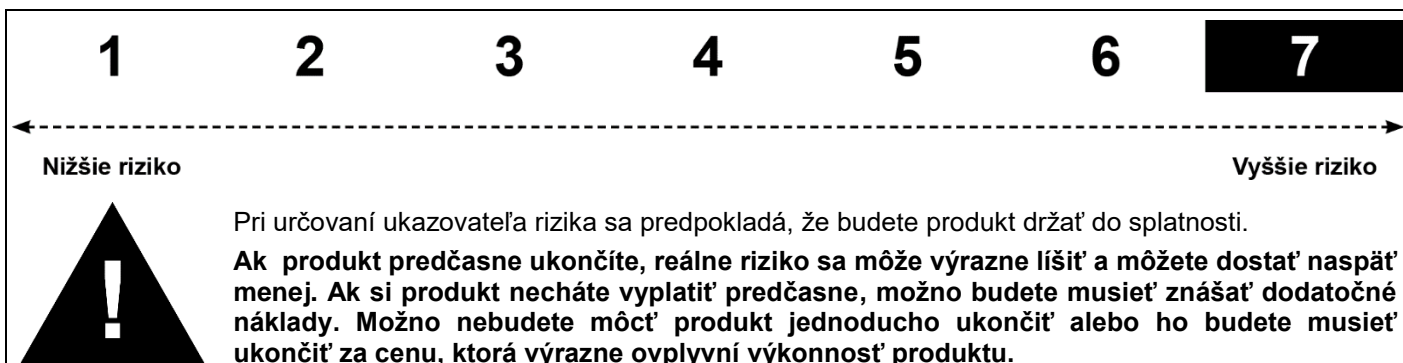 1 2 3 4 5 6 7
Nižšie riziko Vyššie riziko
Pri určovaní ukazovateľa rizika sa predpokladá, že budete produkt držať do splatnosti.
Ak produkt predčasne ukončíte, reálne riziko sa môže výrazne líšiť a môžete dostať naspäť
menej. Ak si produkt necháte vyplatiť predčasne, možno budete musieť znášať dodatočné
náklady. Možno nebudete môcť produkt jednoducho ukončiť alebo ho budete musieť
ukončiť za cenu, ktorá výrazne ovplyvní výkonnosť produktu.
!